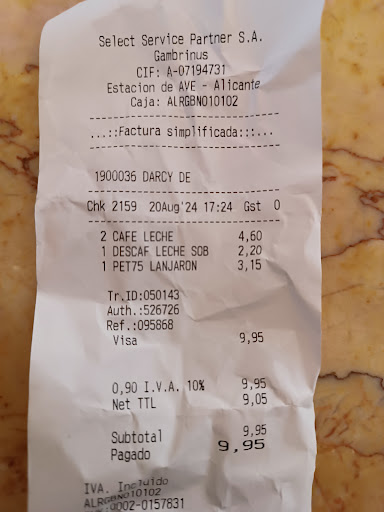 Select Service Partner S.A.
Gambrinus
CIF: A-07194731
Estacion de AVE - Alicante
Caja: ALRGBNO10102
...::Factura simplificada:::...
1900036 DARCY DE
Chk 2159 20Aug'24 17:24 Gst 0
2 CAFE LECHE 4,60
1 DESCAF LECHE SOB 2,20
1 PET75 LANJARON 3,15
Tr.ID:050143
Auth.:526726
Ref.:095868
Visa 9,95
0,90 I.V.A. 10% 9,95
Net TTL 9,05
Subtotal 9,95
Pagado 9,95
IVA. Incluido
ALRGBNO10102
0002-0157831